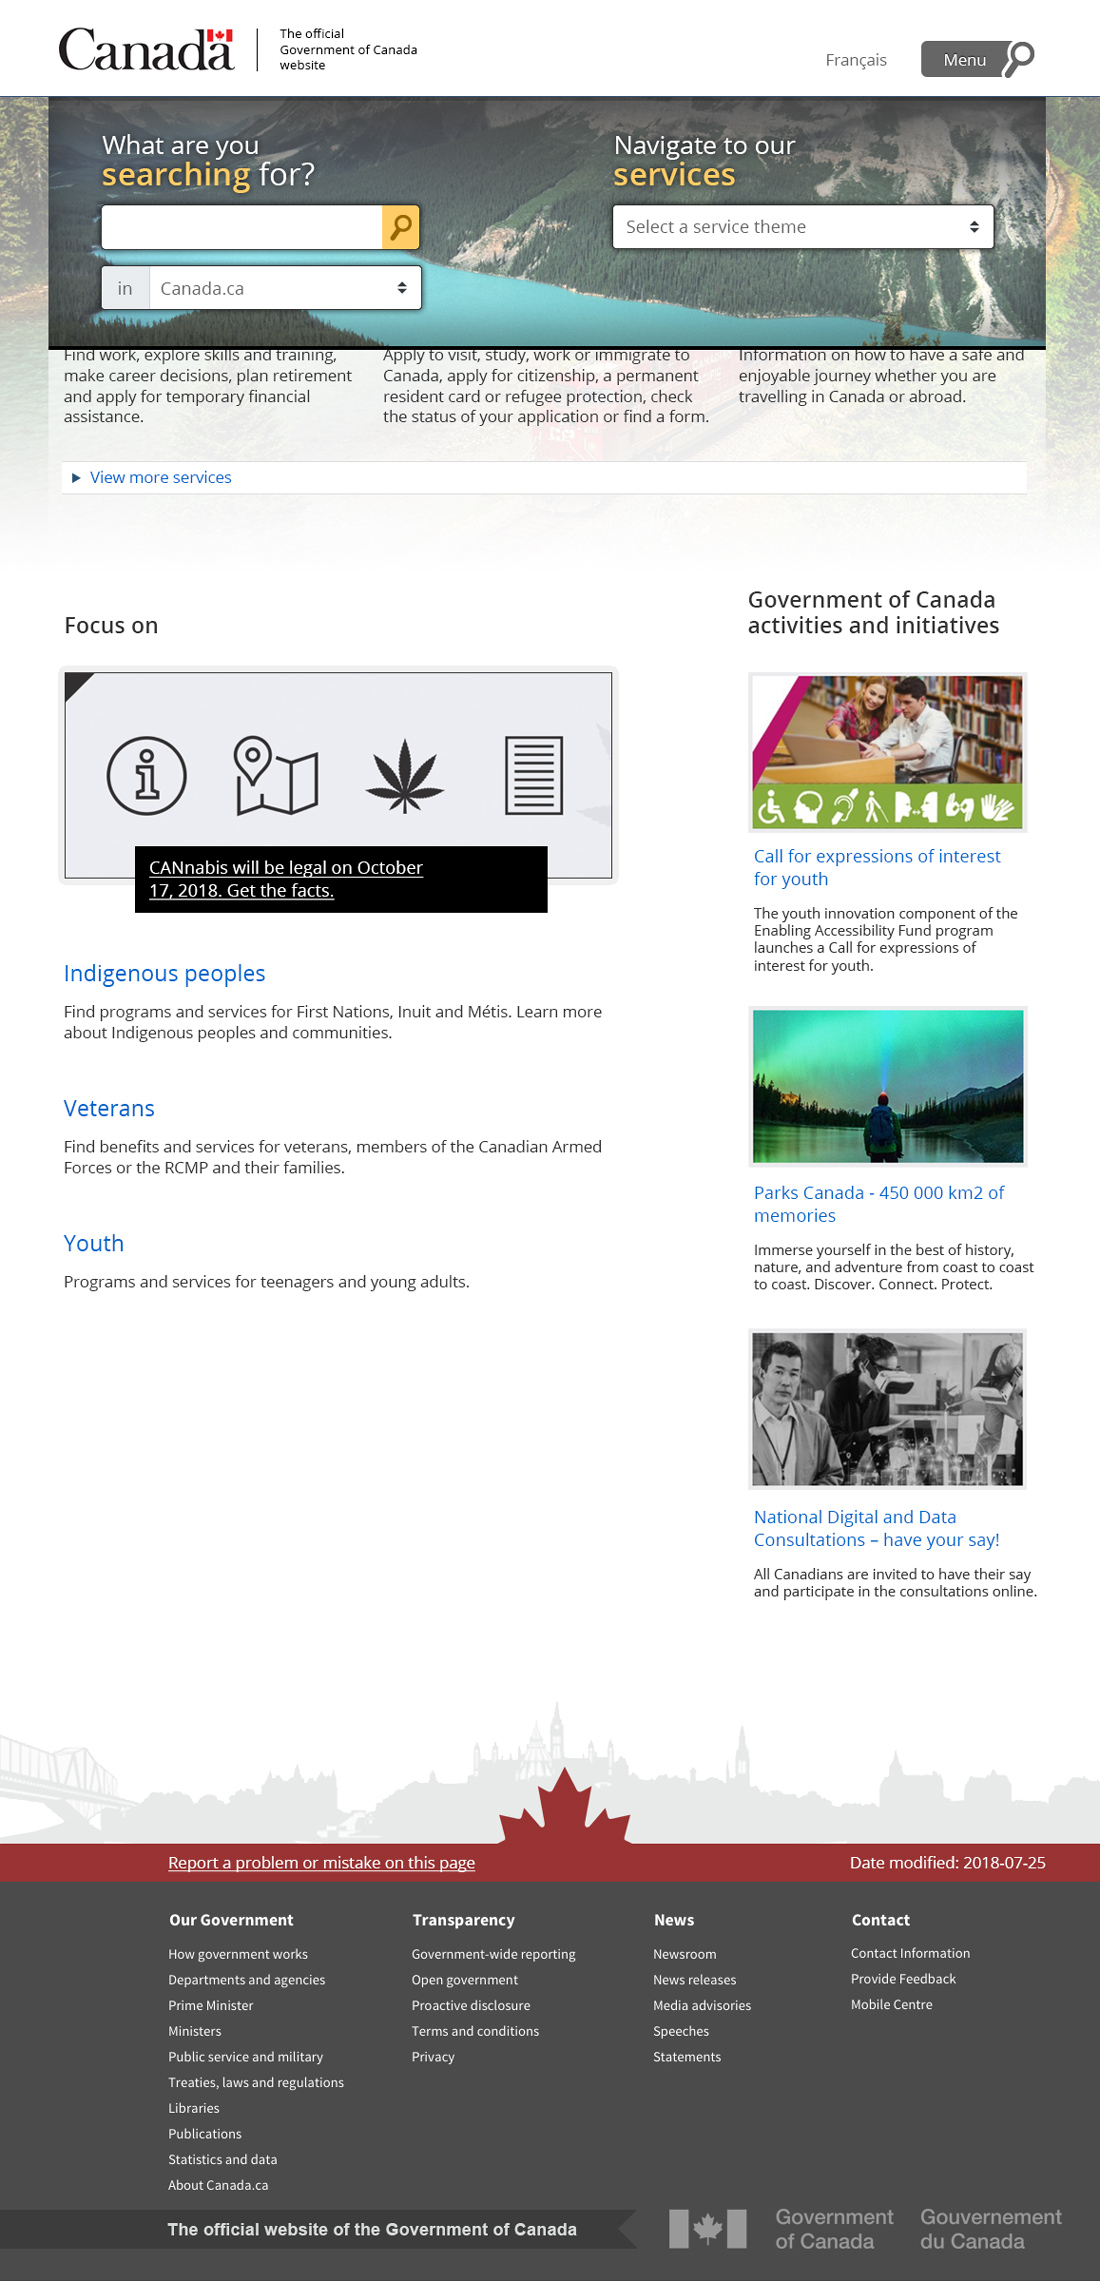 Canada
The official
Government of Canada
website
Français
Menu
What are you
searching for?
in
Canada.ca
Navigate to our
services
Select a service theme
Find work, explore skills and training,
make career decisions, plan retirement
and apply for temporary financial
assistance.
Apply to visit, study, work or immigrate to
Canada, apply for citizenship, a permanent
resident card or refugee protection, check
the status of your application or find a form.
Information on how to have a safe and
enjoyable journey whether you are
travelling in Canada or abroad.
View more services
Focus on
CANnabis will be legal on October
17, 2018. Get the facts.
Indigenous peoples
Find programs and services for First Nations, Inuit and Métis. Learn more
about Indigenous peoples and communities.
Veterans
Find benefits and services for veterans, members of the Canadian Armed
Forces or the RCMP and their families.
Youth
Programs and services for teenagers and young adults.
Government of Canada
activities and initiatives
Call for expressions of interest
for youth
The youth innovation component of the
Enabling Accessibility Fund program
launches a Call for expressions of
interest for youth.
Parks Canada - 450 000 km2 of
memories
Immerse yourself in the best of history,
nature, and adventure from coast to coast
to coast. Discover. Connect. Protect.
National Digital and Data
Consultations – have your say!
All Canadians are invited to have their say
and participate in the consultations online.
Report a problem or mistake on this page
Date modified: 2018-07-25
Our Government
How government works
Departments and agencies
Prime Minister
Ministers
Public service and military
Treaties, laws and regulations
Libraries
Publications
Statistics and data
About Canada.ca
Transparency
Government-wide reporting
Open government
Proactive disclosure
Terms and conditions
Privacy
News
Newsroom
News releases
Media advisories
Speeches
Statements
Contact
Contact Information
Provide Feedback
Mobile Centre
The official website of the Government of Canada
Government
of Canada
Gouvernement
du Canada